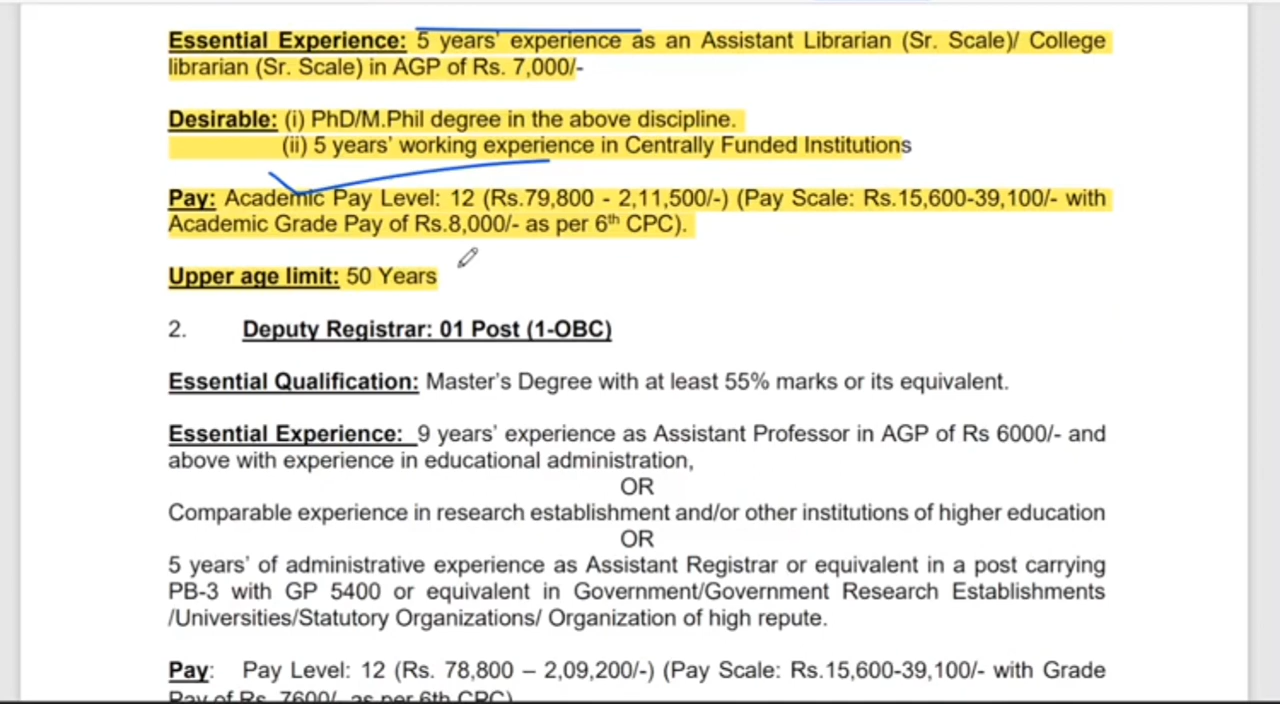 Essential Experience: 5 years' experience as an Assistant Librarian (Sr. Scale)/ College
librarian (Sr. Scale) in AGP of Rs. 7,000/-
Desirable: (i) PhD/M.Phil degree in the above discipline.
(ii) 5 years' working experience in Centrally Funded Institutions
Pay: Academic Pay Level: 12 (Rs.79,800 - 2,11,500/-) (Pay Scale: Rs.15,600-39,100/- with
Academic Grade Pay of Rs.8,000/- as per 6th CPC).
Upper age limit: 50 Years
2. Deputy Registrar: 01 Post (1-OBC)
Essential Qualification: Master's Degree with at least 55% marks or its equivalent.
Essential Experience: 9 years' experience as Assistant Professor in AGP of Rs 6000/- and
above with experience in educational administration,
OR
Comparable experience in research establishment and/or other institutions of higher education
OR
5 years' of administrative experience as Assistant Registrar or equivalent in a post carrying
PB-3 with GP 5400 or equivalent in Government/Government Research Establishments
/Universities/Statutory Organizations/ Organization of high repute.
Pay: Pay Level: 12 (Rs. 78,800 – 2,09,200/-) (Pay Scale: Rs.15,600-39,100/- with Grade
Pay of Rs. 7600/- as per 6th CPC)